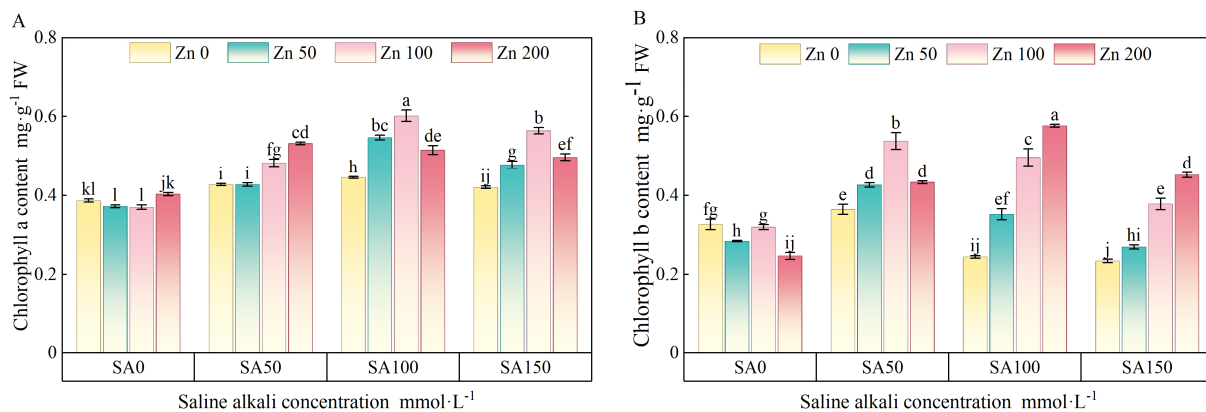 A
Chlorophyll a content mg·g⁻¹ FW
0.8
0.6
0.4
0.2
0
Zn 0 Zn 50 Zn 100 Zn 200
kl l l jk
i i fg cd
h bc a de
ij g b ef
SA0 SA50 SA100 SA150
Saline alkali concentration mmol·L⁻¹
B
Chlorophyll b content mg·g⁻¹ FW
0.8
0.6
0.4
0.2
0
Zn 0 Zn 50 Zn 100 Zn 200
fg h g ij
e d b d
ij ef c a
j hi e d
SA0 SA50 SA100 SA150
Saline alkali concentration mmol·L⁻¹